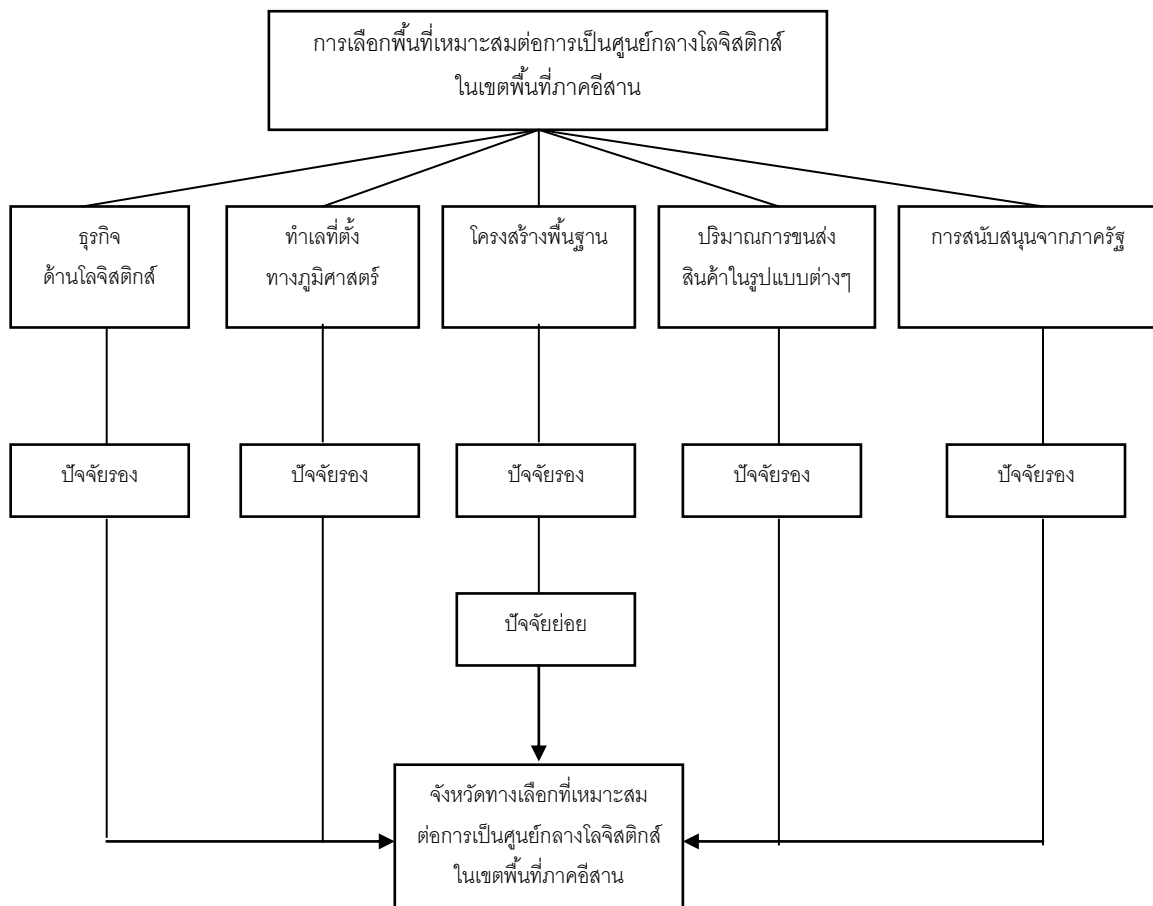 การเลือกพื้นที่เหมาะสมต่อการเป็นศูนย์กลางโลจิสติกส์
ในเขตพื้นที่ภาคอีสาน
ธุรกิจ
ด้านโลจิสติกส์
ทำเลที่ตั้ง
ทางภูมิศาสตร์
โครงสร้างพื้นฐาน
ปริมาณการขนส่ง
สินค้าในรูปแบบต่างๆ
การสนับสนุนจากภาครัฐ
ปัจจัยรอง
ปัจจัยรอง
ปัจจัยรอง
ปัจจัยรอง
ปัจจัยรอง
ปัจจัยย่อย
จังหวัดทางเลือกที่เหมาะสม
ต่อการเป็นศูนย์กลางโลจิสติกส์
ในเขตพื้นที่ภาคอีสาน